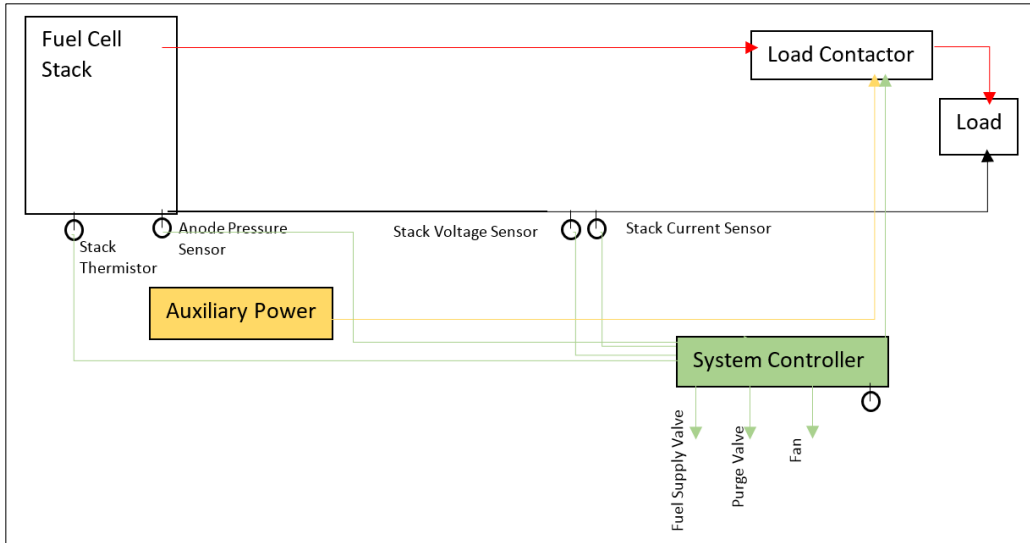 Fuel Cell
Stack
Load Contactor
Load
Anode Pressure
Sensor
Stack Voltage Sensor
Stack Current Sensor
Stack
Thermistor
Auxiliary Power
System Controller
Fuel Supply Valve
Purge Valve
Fan